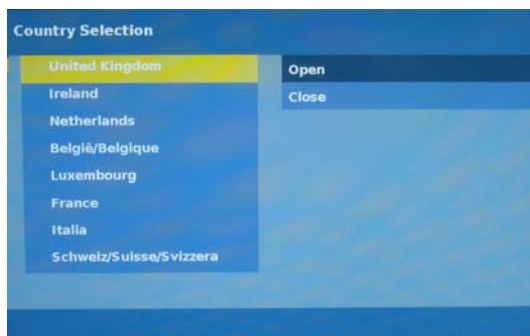 Country Selection
United Kingdom
Open
Ireland
Close
Netherlands
België/Belgique
Luxembourg
France
Italia
Schweiz/Suisse/Svizzera